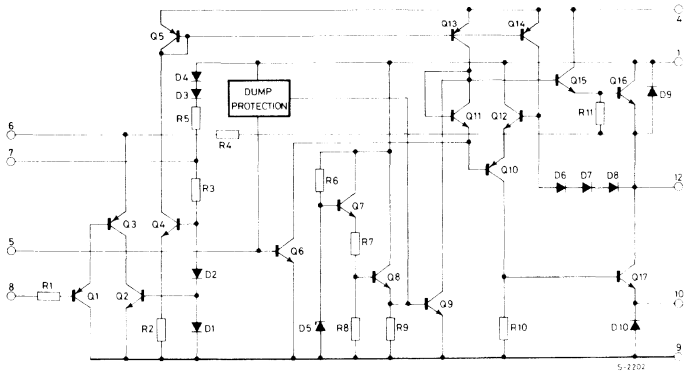 4
Q5
Q13
Q14
1
D4
D3
DUMP
PROTECTION
Q15
Q16
D9
R5
Q11
Q12
R11
6
R4
7
R3
R6
Q10
D6
D7
D8
12
Q7
Q3
Q4
R7
5
Q6
D2
Q8
Q17
8
R1
Q1
Q2
Q9
10
R2
D1
D5
R8
R9
R10
D10
9
S-2202